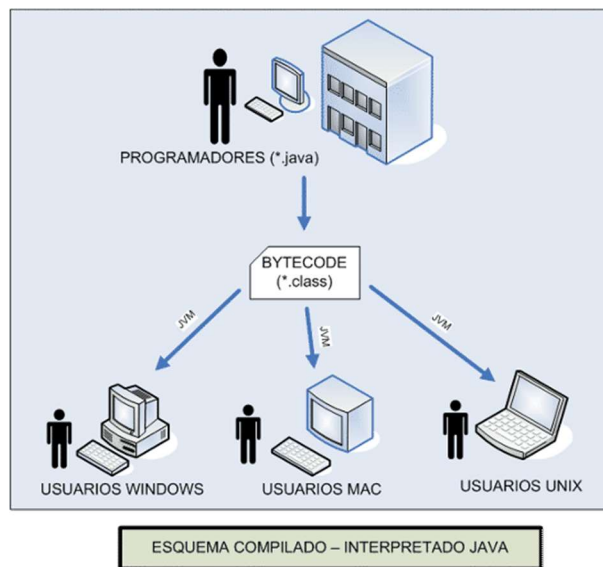 PROGRAMADORES (*.java)
BYTECODE
(*.class)
JVM
JVM
JVM
USUARIOS WINDOWS
USUARIOS MAC
USUARIOS UNIX
ESQUEMA COMPILADO – INTERPRETADO JAVA